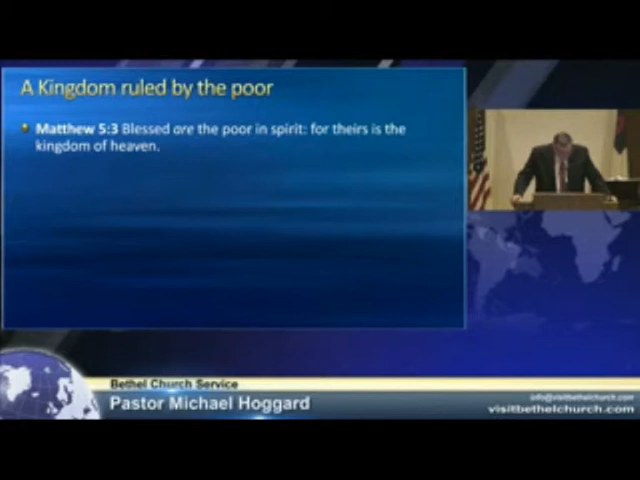 A Kingdom ruled by the poor
Matthew 5:3 Blessed are the poor in spirit: for theirs is the
kingdom of heaven.
Bethel Church Service
Pastor Michael Hoggard
info@visitbethelchurch.com
visitbethelchurch.com